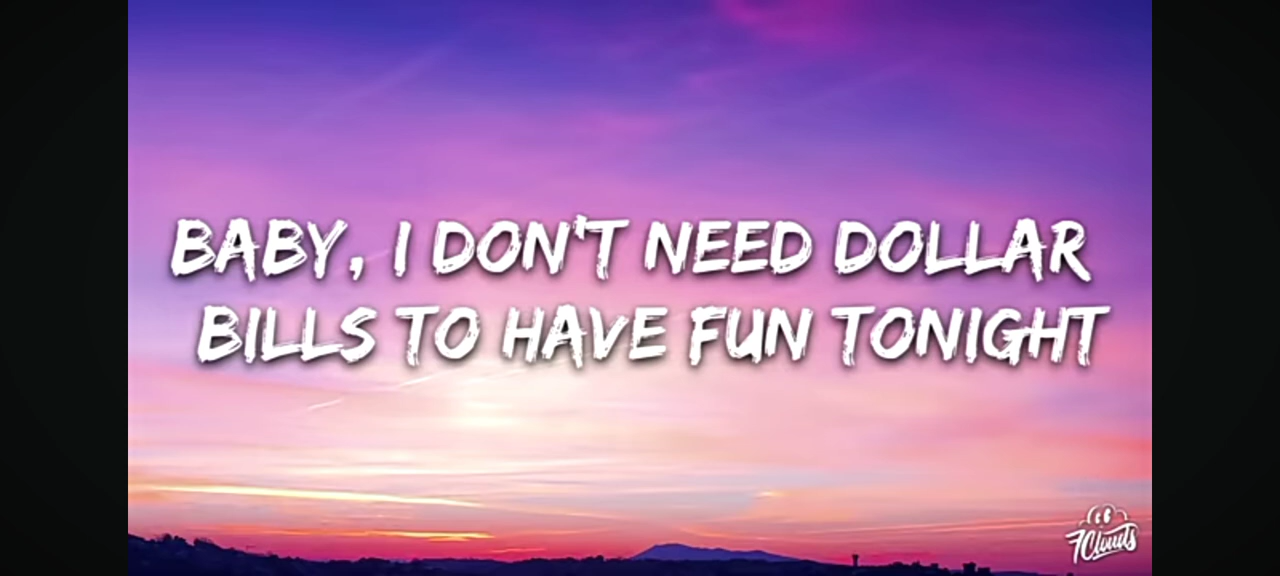 BABY, I DON'T NEED DOLLAR
BILLS TO HAVE FUN TONIGHT
7Clouds